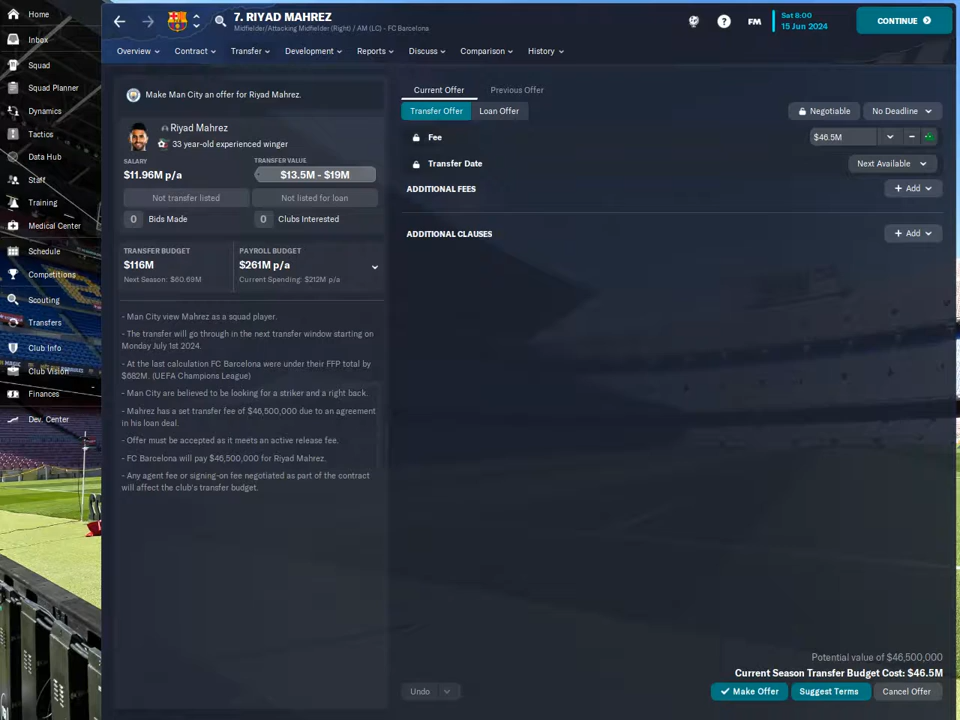 Home
Inbox
Squad
Squad Planner
Dynamics
Tactics
Data Hub
Staff
Training
Medical Center
Schedule
Competitions
Scouting
Transfers
Club Info
Club Vision
Finances
Dev. Center
7. RIYAD MAHREZ
Midfielder/Attacking Midfielder (Right) / AM (LC) - FC Barcelona
FM
Sat 8:00
15 Jun 2024
CONTINUE
Overview
Contract
Transfer
Development
Reports
Discuss
Comparison
History
Make Man City an offer for Riyad Mahrez.
Riyad Mahrez
33 year-old experienced winger
SALARY
$11.96M p/a
TRANSFER VALUE
$13.5M - $19M
Not transfer listed
Not listed for loan
0 Bids Made
0 Clubs Interested
TRANSFER BUDGET
$116M
Next Season: $60.69M
PAYROLL BUDGET
$261M p/a
Current Spending: $212M p/a
- Man City view Mahrez as a squad player.
- The transfer will go through in the next transfer window starting on
Monday July 1st 2024.
- At the last calculation FC Barcelona were under their FFP total by
$682M. (UEFA Champions League)
- Man City are believed to be looking for a striker and a right back.
- Mahrez has a set transfer fee of $46,500,000 due to an agreement
in his loan deal.
- Offer must be accepted as it meets an active release fee.
- FC Barcelona will pay $46,500,000 for Riyad Mahrez.
- Any agent fee or signing-on fee negotiated as part of the contract
will affect the club's transfer budget.
Current Offer
Previous Offer
Transfer Offer
Loan Offer
Negotiable
No Deadline
Fee
$46.5M
Transfer Date
Next Available
ADDITIONAL FEES
+ Add
ADDITIONAL CLAUSES
+ Add
Potential value of $46,500,000
Current Season Transfer Budget Cost: $46.5M
Undo
Make Offer
Suggest Terms
Cancel Offer